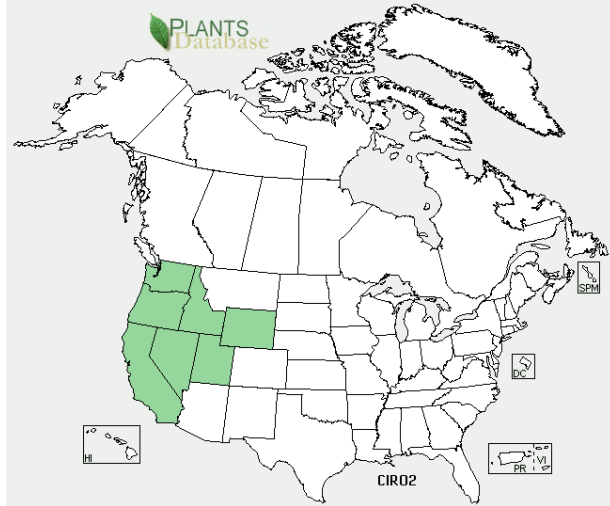 PLANTS
Database
SPM
DC
HI
PR
VI
CIRO2